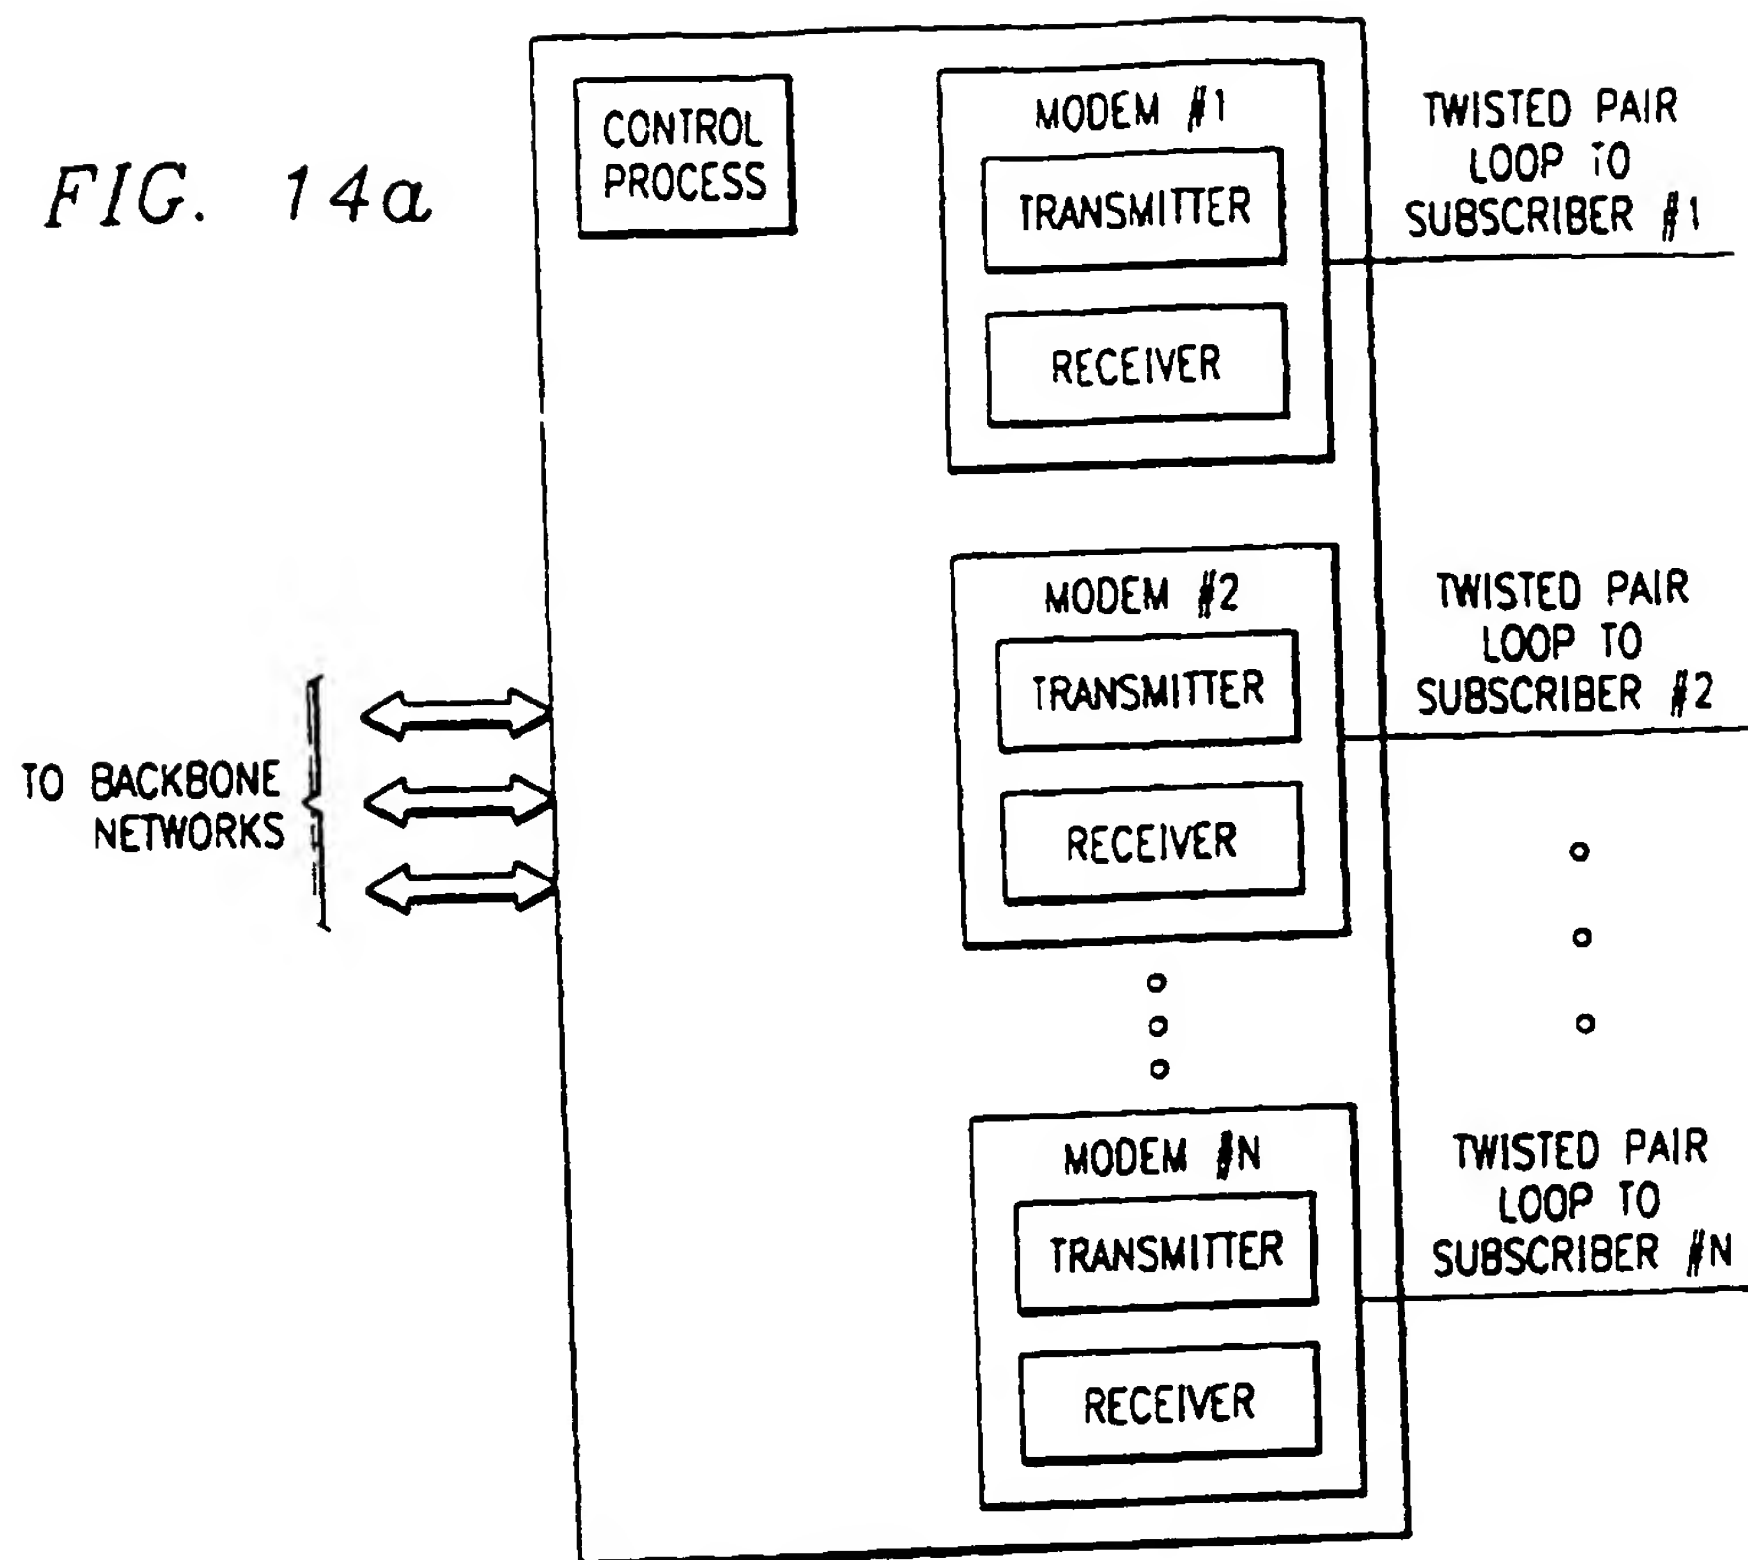 FIG. 14a
CONTROL
PROCESS
MODEM #1
TRANSMITTER
RECEIVER
TWISTED PAIR
LOOP TO
SUBSCRIBER #1
MODEM #2
TRANSMITTER
RECEIVER
TWISTED PAIR
LOOP TO
SUBSCRIBER #2
TO BACKBONE
NETWORKS
MODEM #N
TRANSMITTER
RECEIVER
TWISTED PAIR
LOOP TO
SUBSCRIBER #N